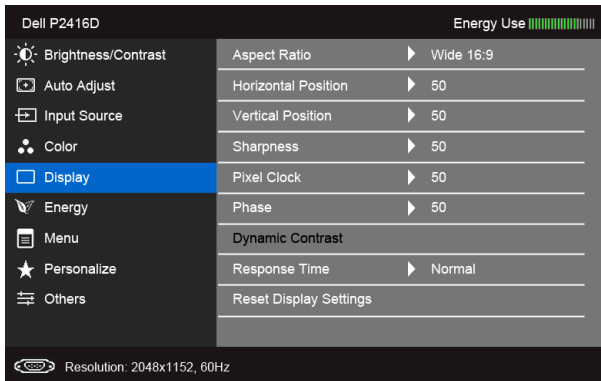 Dell P2416D Energy Use
Brightness/Contrast Aspect Ratio Wide 16:9
Auto Adjust Horizontal Position 50
Input Source Vertical Position 50
Color Sharpness 50
Display Pixel Clock 50
Energy Phase 50
Menu Dynamic Contrast
Personalize Response Time Normal
Others Reset Display Settings
Resolution: 2048x1152, 60Hz